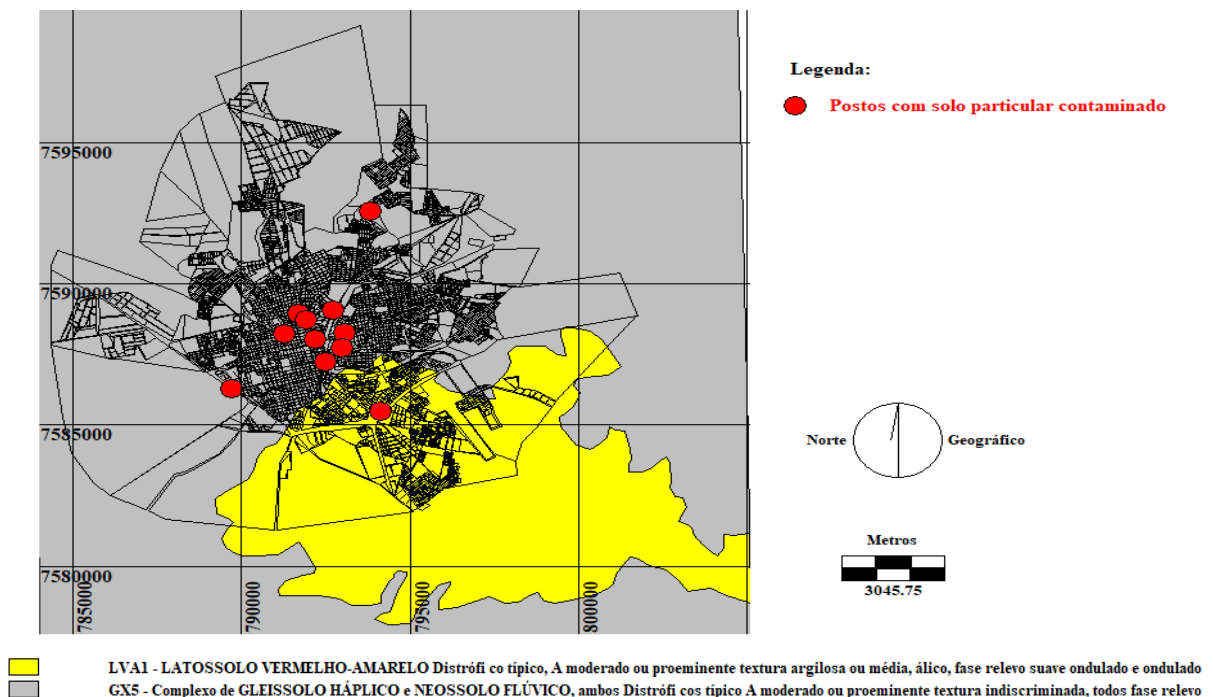 Legenda:
Postos com solo particular contaminado
7595000
7590000
7585000
7580000
785000
790000
795000
800000
Norte
Geográfico
Metros
3045.75
LVA1 - LATOSSOLO VERMELHO-AMARELO Distrófi co típico, A moderado ou proeminente textura argilosa ou média, álico, fase relevo suave ondulado e ondulado
GX5 - Complexo de GLEISSOLO HÁPLICO e NEOSSOLO FLÚVICO, ambos Distrófi cos típico A moderado ou proeminente textura indiscriminada, todos fase relevo